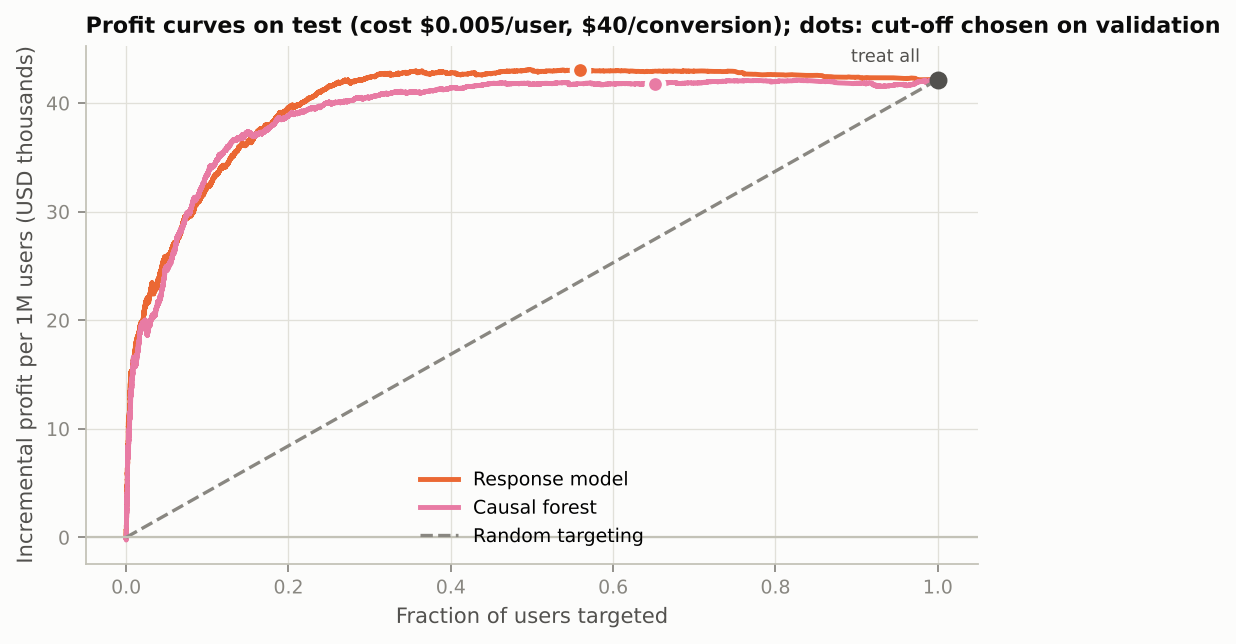 Profit curves on test (cost $0.005/user, $40/conversion); dots: cut-off chosen on validation
treat all
Incremental profit per 1M users (USD thousands)
40
30
20
10
0
Response model
Causal forest
Random targeting
0.0 0.2 0.4 0.6 0.8 1.0
Fraction of users targeted